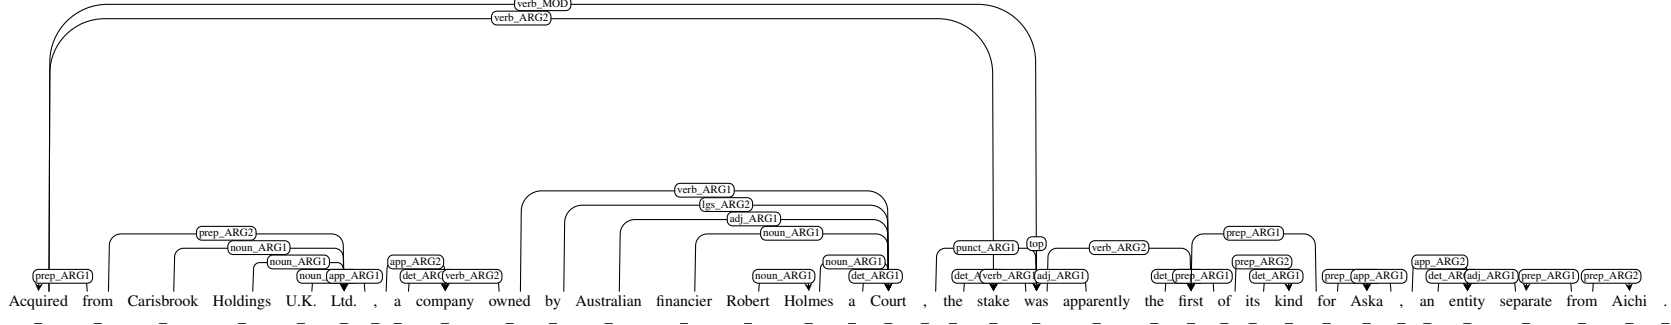 verb_MOD
verb_ARG2
verb_ARG1
lgs_ARG2
adj_ARG1
prep_ARG2 noun_ARG1 prep_ARG1
noun_ARG1 punct_ARG1 top verb_ARG2
noun_ARG1 app_ARG2 noun_ARG1 prep_ARG2 app_ARG2
prep_ARG1 app_ARG1 verb_ARG2 noun_ARG1 det_ARG1 adj_ARG1 prep_ARG1 det_ARG1 app_ARG1 adj_ARG1 prep_ARG1 prep_ARG2
Acquired from Carisbrook Holdings U.K. Ltd. , a company owned by Australian financier Robert Holmes a Court , the stake was apparently the first of its kind for Aska , an entity separate from Aichi .
_ _ _ _ _ _ _ _ _ _ _ _ _ _ _ _ _ _ _ _ _ _ _ _ _ _ _ _ _ _ _ _ _ _ _ _ _